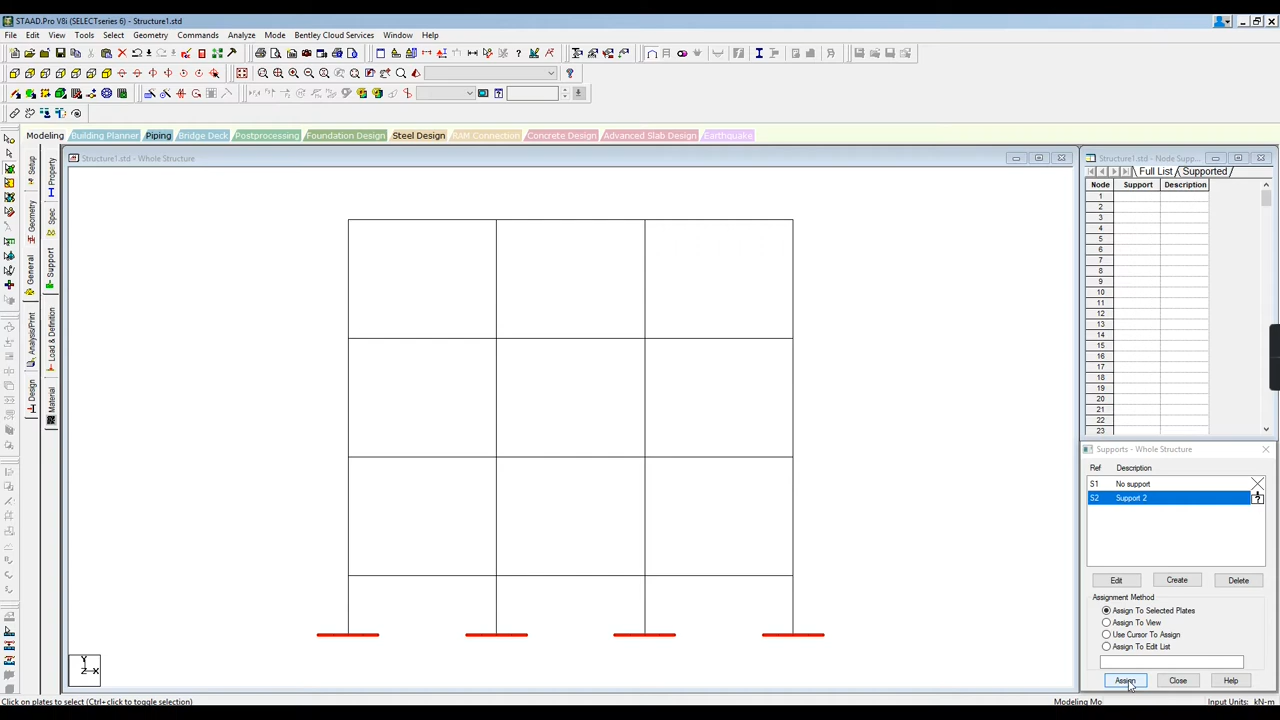 STAAD.Pro V8i (SELECTseries 6) - Structure1.std
File Edit View Tools Select Geometry Commands Analyze Mode Bentley Cloud Services Window Help
Modeling Building Planner Piping Bridge Deck Postprocessing Foundation Design Steel Design RAM Connection Concrete Design Advanced Slab Design Earthquake
Structure1.std - Whole Structure
Structure1.std - Node Supp...
Full List Supported
Node Support Description
1
2
3
4
5
6
7
8
9
10
11
12
13
14
15
16
17
18
19
20
21
22
23
Setup
Geometry
General
Analysis/Print
Design
Property
Spec
Support
Load & Definition
Material
Supports - Whole Structure
Ref Description
S1 No support
S2 Support 2
Edit Create Delete
Assignment Method
Assign To Selected Plates
Assign To View
Use Cursor To Assign
Assign To Edit List
Assign Close Help
Y
Z X
Click on plates to select (Ctrl+click to toggle selection)
Modeling Mo
Input Units: kN-m